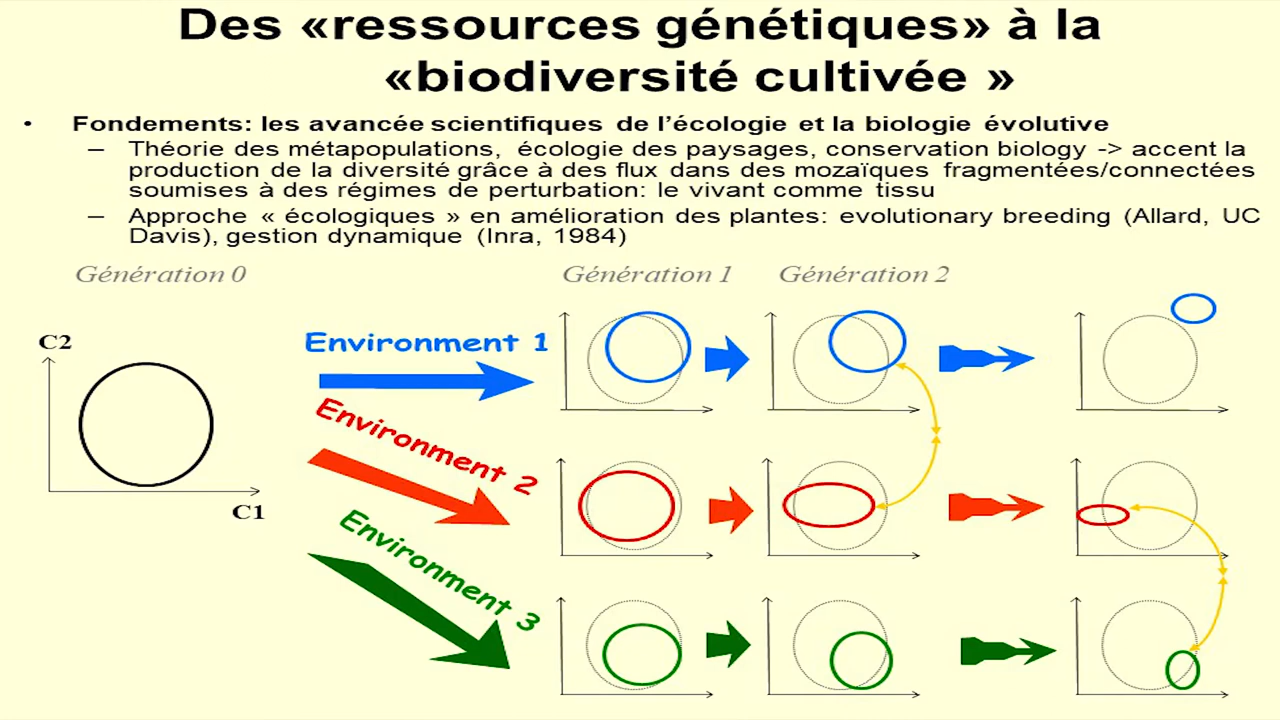 Des «ressources génétiques» à la
«biodiversité cultivée »
• Fondements: les avancée scientifiques de l'écologie et la biologie évolutive
– Théorie des métapopulations, écologie des paysages, conservation biology -> accent la
production de la diversité grâce à des flux dans des mozaïques fragmentées/connectées
soumises à des régimes de perturbation: le vivant comme tissu
– Approche « écologiques » en amélioration des plantes: evolutionary breeding (Allard, UC
Davis), gestion dynamique (Inra, 1984)
Génération 0
Génération 1
Génération 2
C2
C1
Environment 1
Environment 2
Environment 3